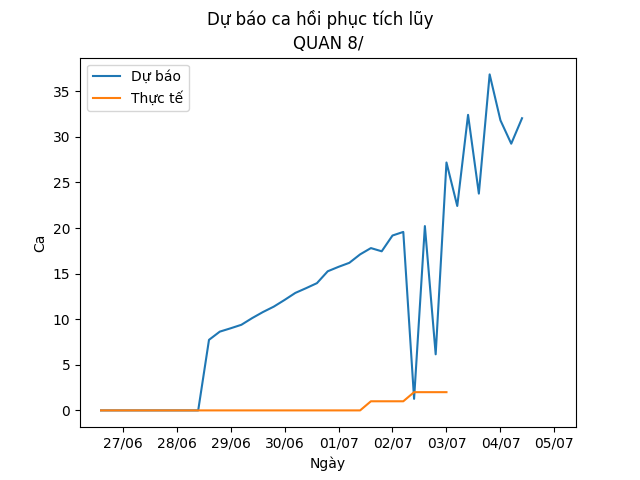 Dự báo ca hồi phục tích lũy
QUAN 8/
Dự báo
Thực tế
Ca
35
30
25
20
15
10
5
0
27/06 28/06 29/06 30/06 01/07 02/07 03/07 04/07 05/07
Ngày